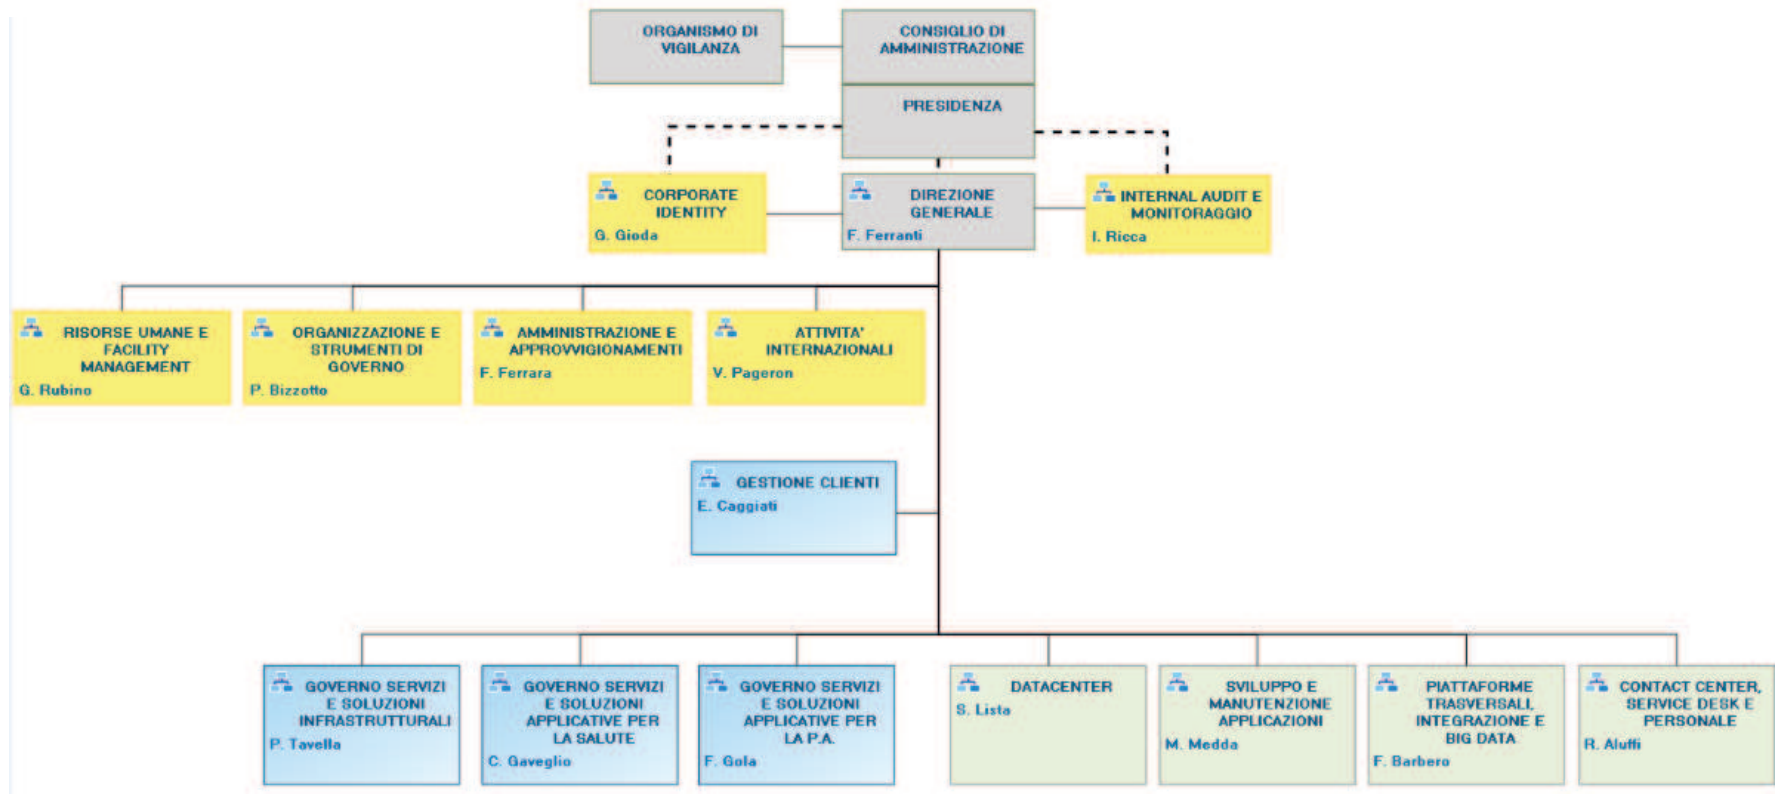 ORGANISMO DI
VIGILANZA
CONSIGLIO DI
AMMINISTRAZIONE
PRESIDENZA
CORPORATE
IDENTITY
G. Gioda
DIREZIONE
GENERALE
F. Ferranti
INTERNAL AUDIT E
MONITORAGGIO
I. Ricca
RISORSE UMANE E
FACILITY
MANAGEMENT
G. Rubino
ORGANIZZAZIONE E
STRUMENTI DI
GOVERNO
P. Bizzotto
AMMINISTRAZIONE E
APPROVVIGIONAMENTI
F. Ferrara
ATTIVITA'
INTERNAZIONALI
V. Pageron
GESTIONE CLIENTI
E. Caggiati
GOVERNO SERVIZI
E SOLUZIONI
INFRASTRUTTURALI
P. Tavella
GOVERNO SERVIZI
E SOLUZIONI
APPLICATIVE PER
LA SALUTE
C. Gaveglio
GOVERNO SERVIZI
E SOLUZIONI
APPLICATIVE PER
LA P.A.
F. Gola
DATACENTER
S. Lista
SVILUPPO E
MANUTENZIONE
APPLICAZIONI
M. Medda
PIATTAFORME
TRASVERSALI,
INTEGRAZIONE E
BIG DATA
F. Barbero
CONTACT CENTER,
SERVICE DESK E
PERSONALE
R. Aluffi